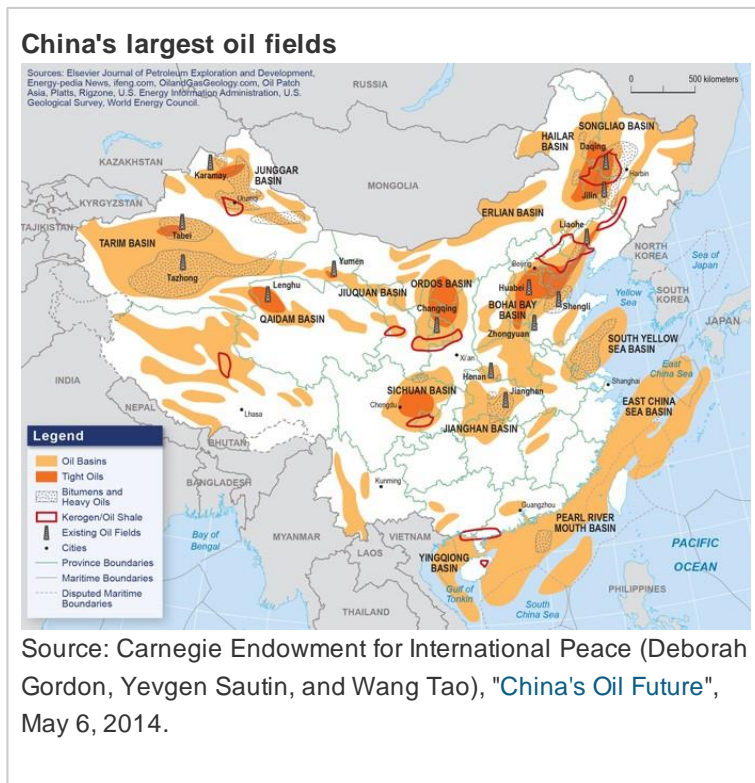 China's largest oil fields
Sources: Elsevier Journal of Petroleum Exploration and Development,
Energy-pedia News, ifeng.com, OilandGasGeology.com, Oil Patch
Asia, Platts, Rigzone, U.S. Energy Information Administration, U.S.
Geological Survey, World Energy Council.
0 500 kilometers
RUSSIA
SONGLIAO BASIN
HAILAR
BASIN
Daqing
Harbin
Jilin
KAZAKHSTAN
Karamay
JUNGGAR
BASIN
Urumqi
MONGOLIA
KYRGYZSTAN
ERLIAN BASIN
Liaohe
TAJIKISTAN
Tabei
TARIM BASIN
Tazhong
Yumen
JIUQUAN BASIN
Lenghu
QAIDAM BASIN
ORDOS BASIN
Changqing
Beijing
Huabei
BOHAI BAY
BASIN
Shengli
Zhongyuan
NORTH
KOREA
Sea of
Japan
SOUTH
KOREA
Yellow
Sea
JAPAN
Xi'an
SOUTH YELLOW
SEA BASIN
East
China Sea
INDIA
Henan
SICHUAN BASIN
Chengdu
Jianghan
JIANGHAN BASIN
Shanghai
EAST CHINA
SEA BASIN
NEPAL
Lhasa
BHUTAN
BANGLADESH
Kunming
Guangzhou
Bay of
Bengal
MYANMAR
LAOS
VIETNAM
YINGQIONG
BASIN
Gulf of
Tonkin
PEARL RIVER
MOUTH BASIN
PACIFIC
OCEAN
South
China Sea
PHILIPPINES
THAILAND
Legend
Oil Basins
Tight Oils
Bitumens and
Heavy Oils
Kerogen/Oil Shale
Existing Oil Fields
Cities
Province Boundaries
Maritime Boundaries
Disputed Maritime
Boundaries
Source: Carnegie Endowment for International Peace (Deborah
Gordon, Yevgen Sautin, and Wang Tao), "China's Oil Future",
May 6, 2014.